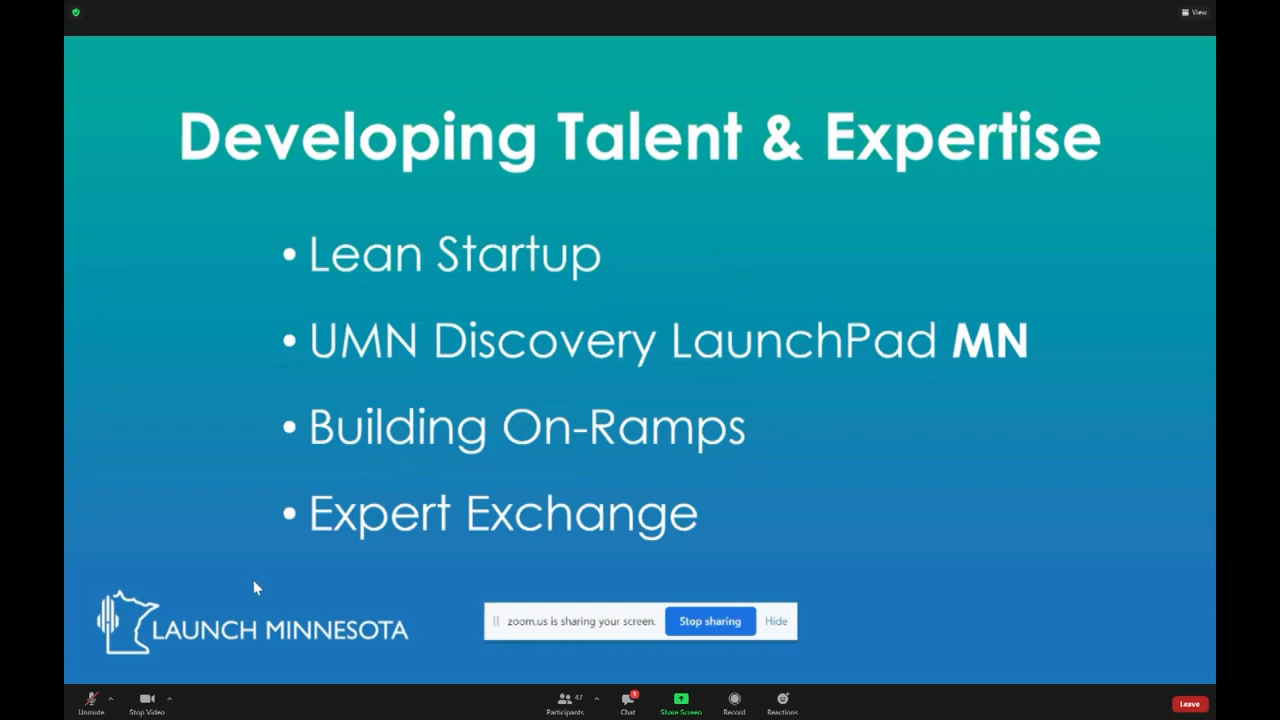 View
Developing Talent & Expertise
• Lean Startup
• UMN Discovery LaunchPad MN
• Building On-Ramps
• Expert Exchange
LAUNCH MINNESOTA
zoom.us is sharing your screen. Stop sharing Hide
47 1
Unmute Stop Video Participants Chat Share Screen Record Reactions Leave